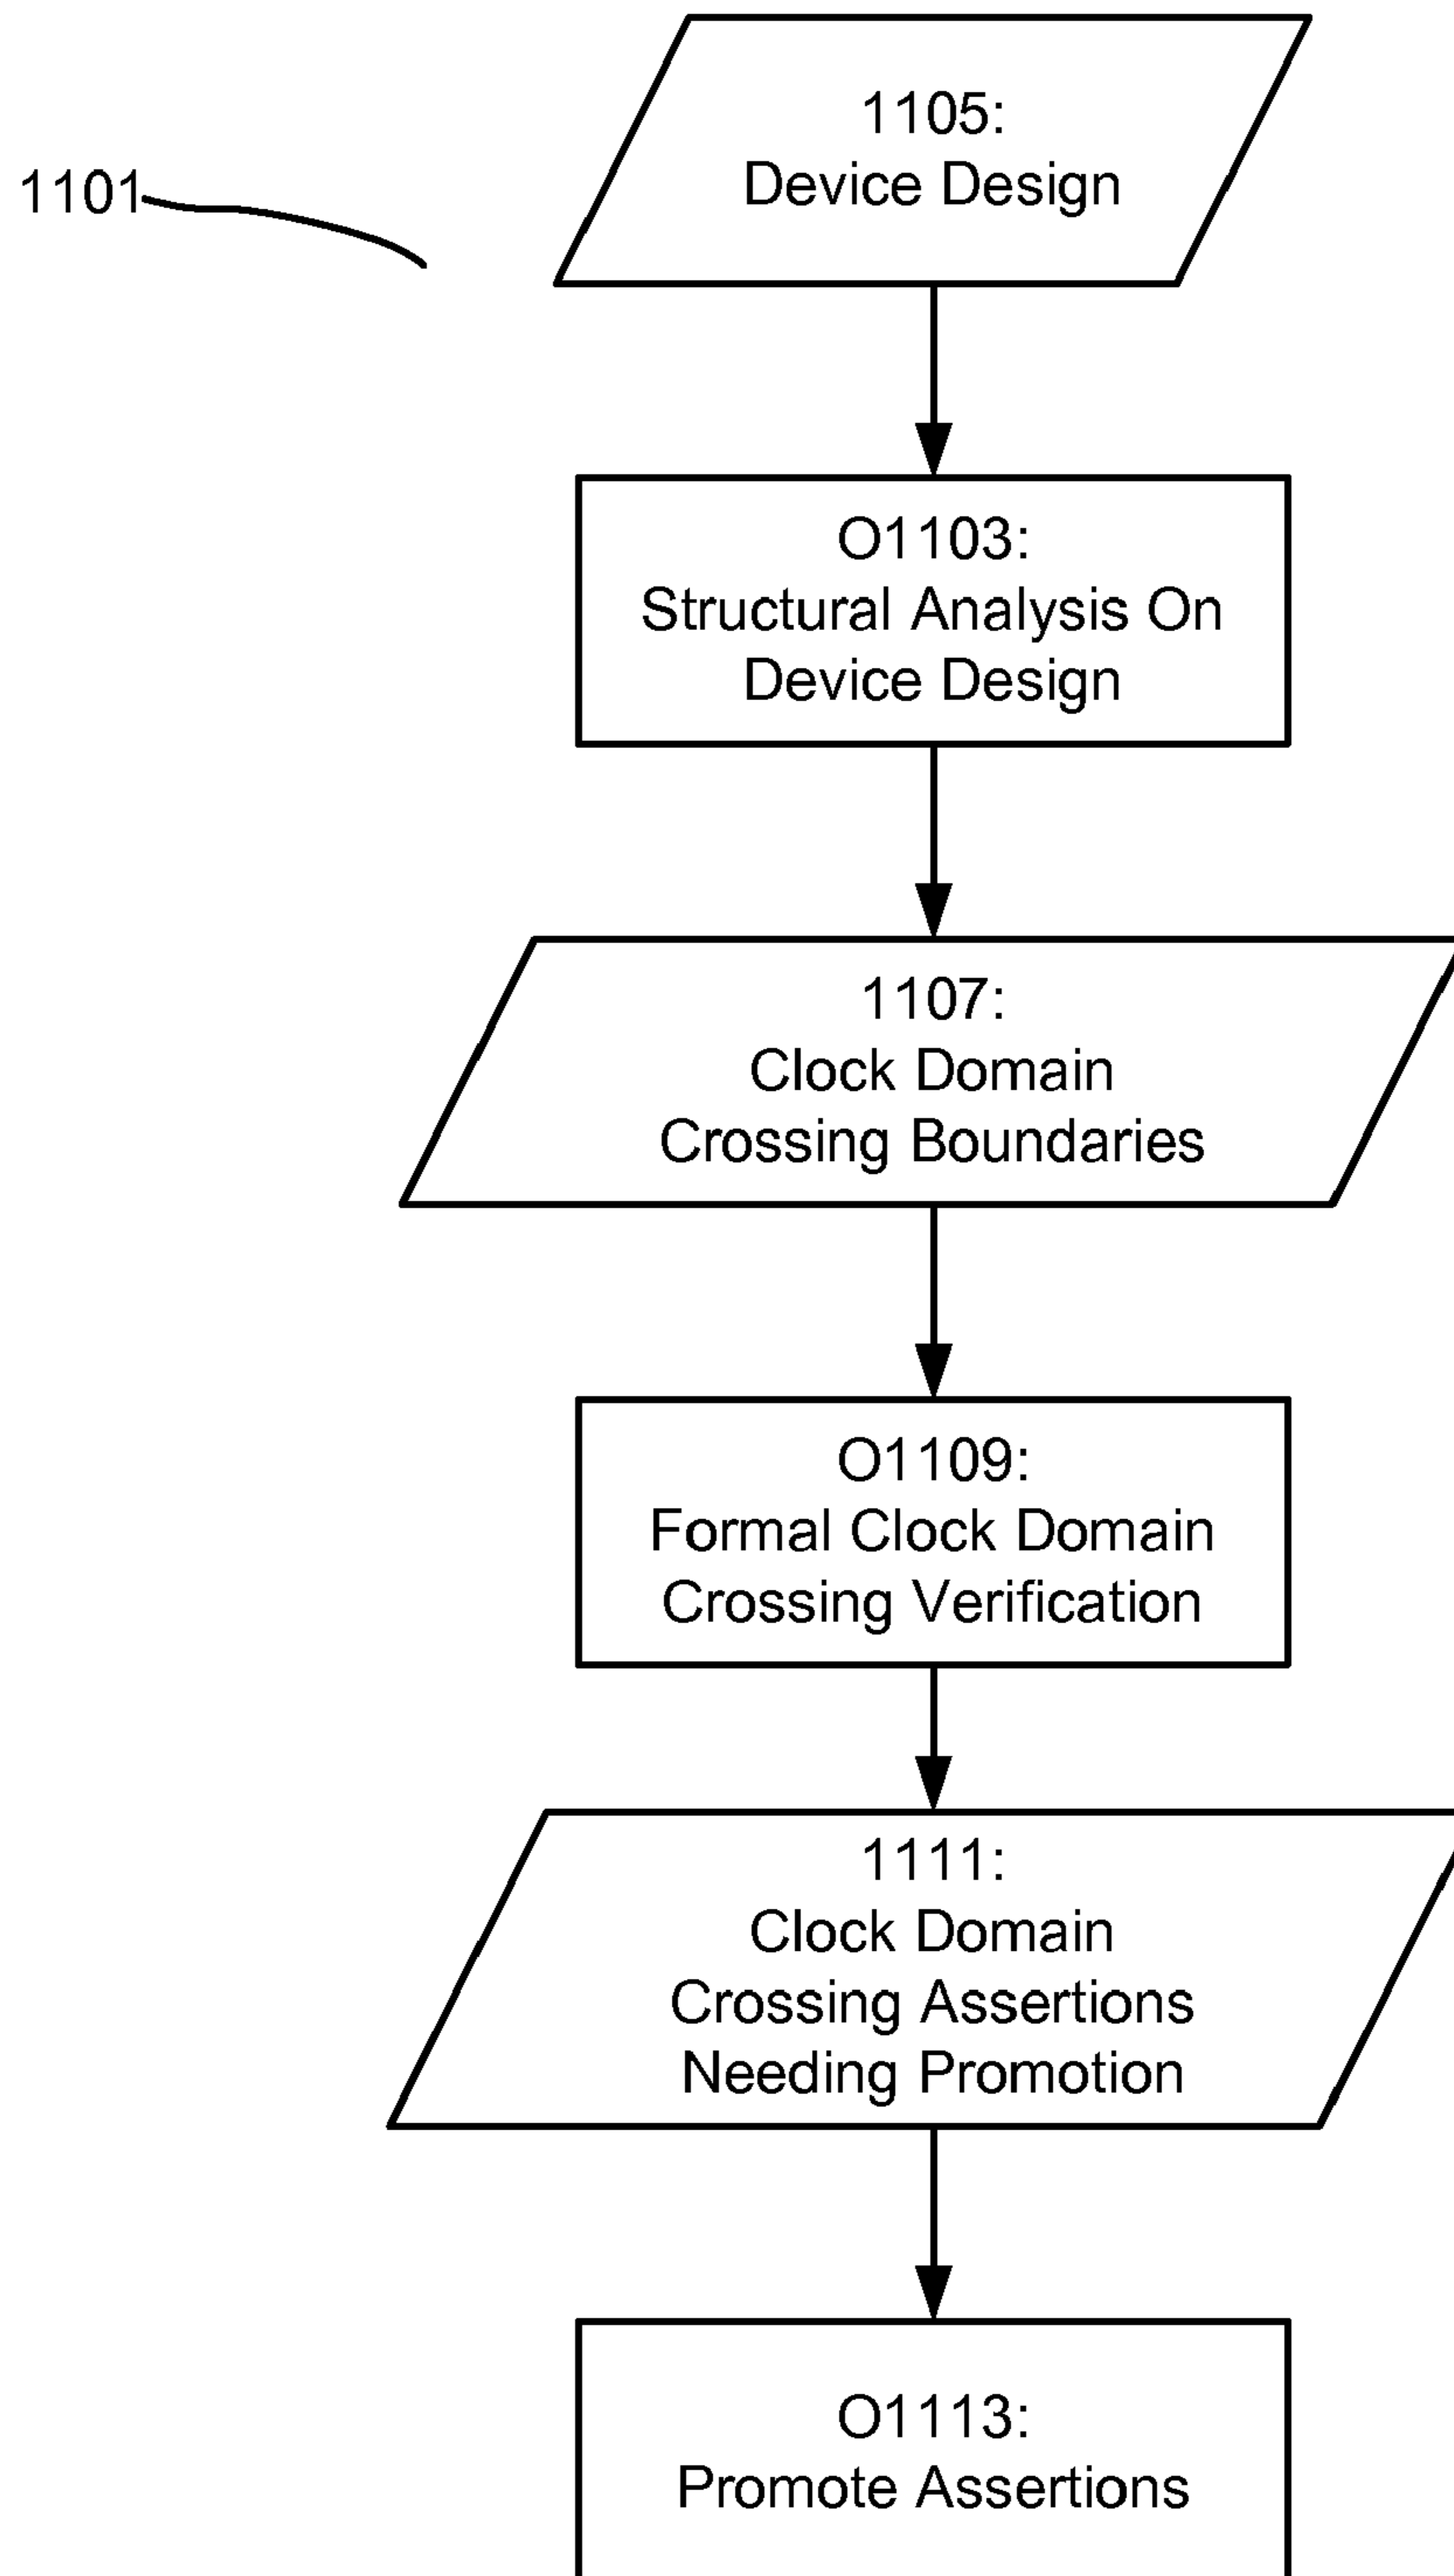 1105:
Device Design
1101
O1103:
Structural Analysis On
Device Design
1107:
Clock Domain
Crossing Boundaries
O1109:
Formal Clock Domain
Crossing Verification
1111:
Clock Domain
Crossing Assertions
Needing Promotion
O1113:
Promote Assertions